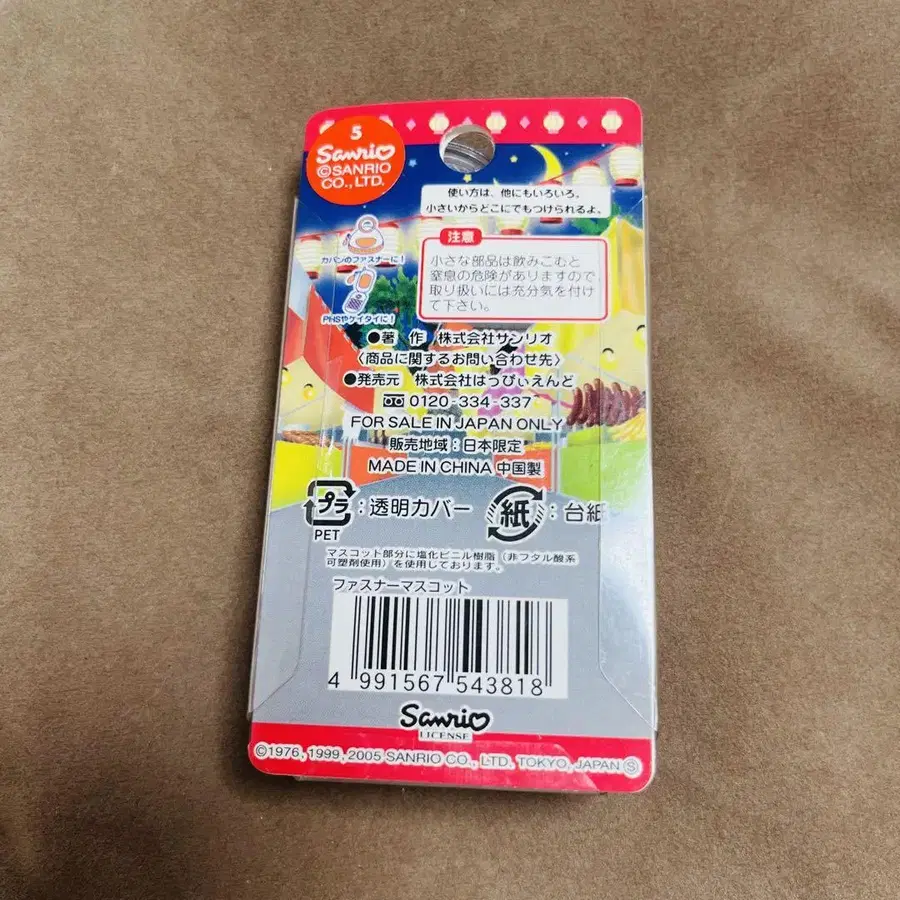 5
Sanrio
©SANRIO
CO., LTD.
使い方は、他にもいろいろ。
小さいからどこにでもつけられるよ。
カバンのファスナーに!
PHSやケイタイに!
注意
小さな部品は飲みこむと
窒息の危険がありますので
取り扱いには充分気を付け
て下さい。
●著 作 株式会社サンリオ
〈商品に関するお問い合わせ先〉
●発売元 株式会社はっぴぃえんど
0120-334-337
FOR SALE IN JAPAN ONLY
販売地域:日本限定
MADE IN CHINA 中国製
プラ:透明カバー
PET
紙:台紙
マスコット部分に塩化ビニル樹脂(非フタル酸系
可塑剤使用)を使用しております。
ファスナーマスコット
4 991567 543818
Sanrio
LICENSE
©1976, 1999, 2005 SANRIO CO., LTD. TOKYO, JAPAN Ⓢ